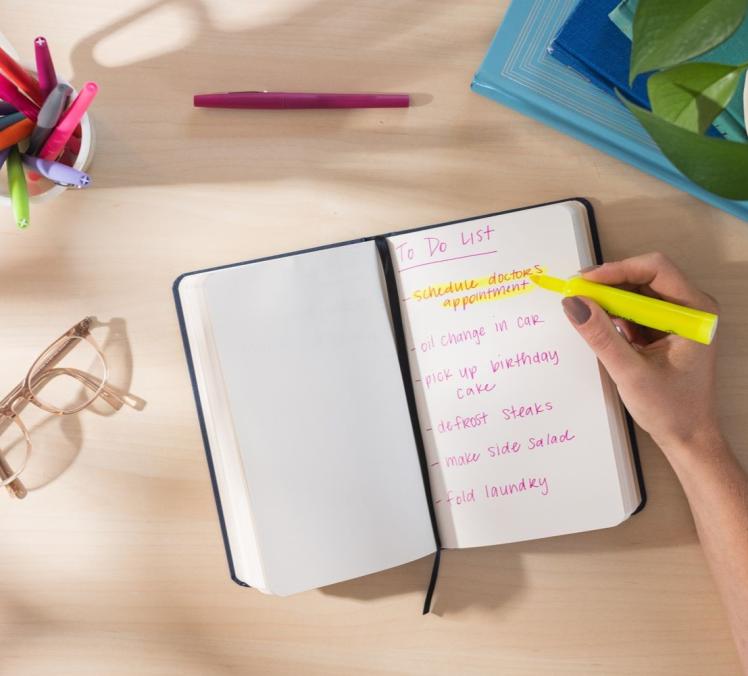 To Do List
- schedule doctors
appointment
- oil change in car
- pick up birthday
cake
- defrost steaks
- make side salad
- fold laundry